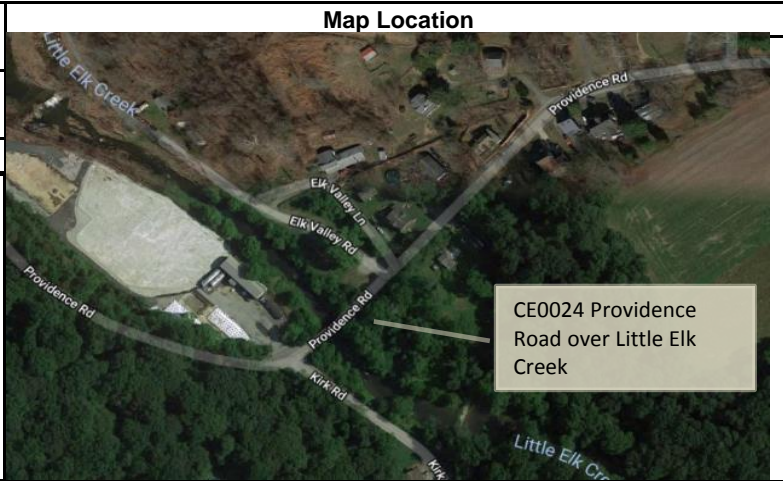 Map Location
Little Elk Creek
Providence Rd
Elk Valley Ln
Elk Valley Rd
Providence Rd
Providence Rd
CE0024 Providence
Road over Little Elk
Creek
Kirk Rd
Little Elk Cre
Kirk